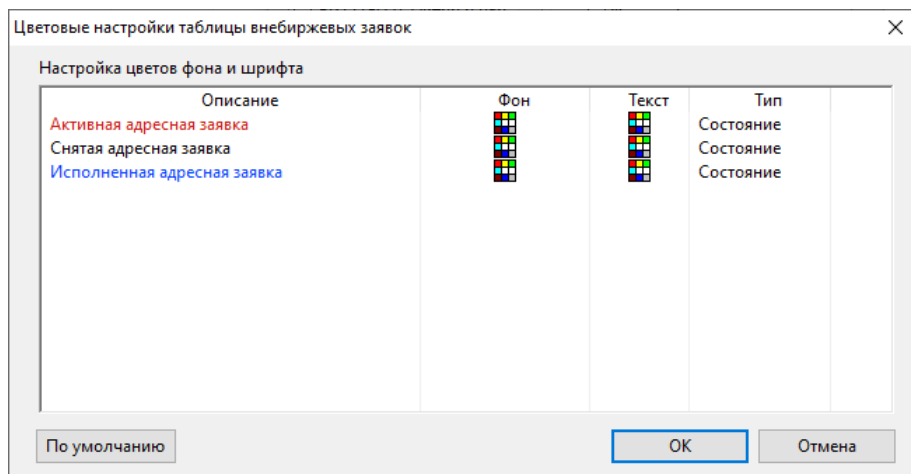 Цветовые настройки таблицы внебиржевых заявок
Настройка цветов фона и шрифта
Описание Фон Текст Тип
Активная адресная заявка Состояние
Снятая адресная заявка Состояние
Исполненная адресная заявка Состояние
По умолчанию OK Отмена